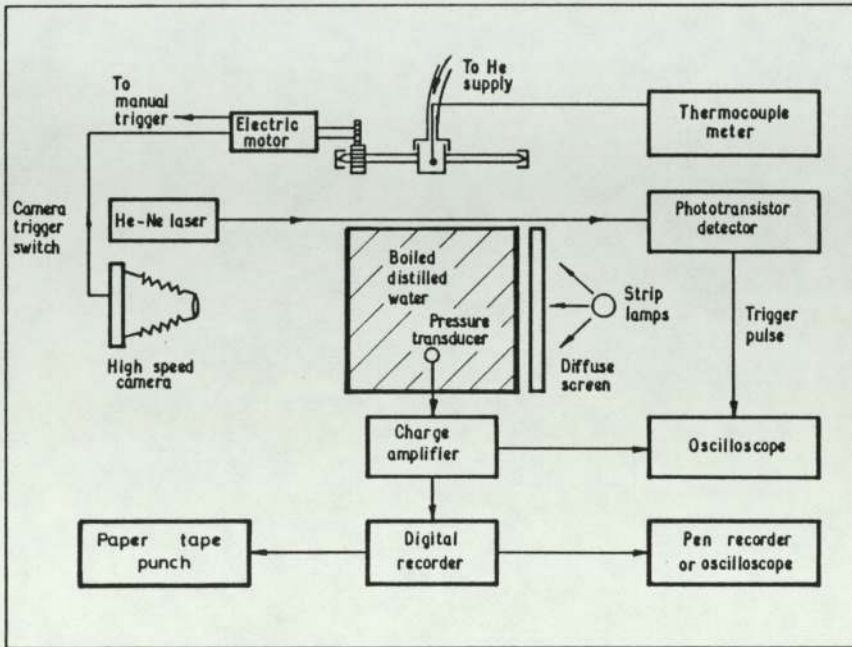 To
manual
trigger
Electric
motor
To He
supply
Thermocouple
meter
Camera
trigger
switch
He-Ne laser
Phototransistor
detector
Boiled
distilled
water
Pressure
transducer
Strip
lamps
Trigger
pulse
High speed
camera
Diffuse
screen
Charge
amplifier
Oscilloscope
Paper tape
punch
Digital
recorder
Pen recorder
or oscilloscope